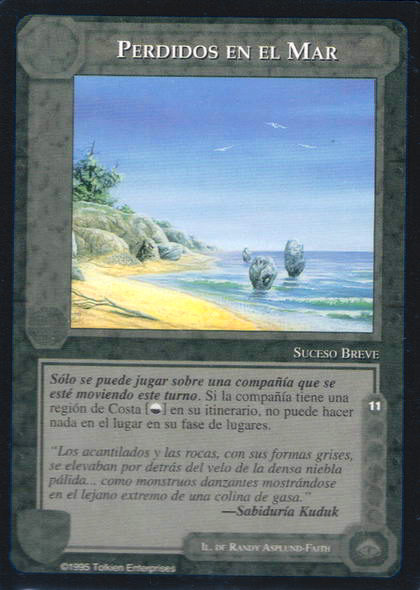 PERDIDOS EN EL MAR
SUCESO BREVE
Sólo se puede jugar sobre una compañía que se
esté moviendo este turno. Si la compañía tiene una
región de Costa [] en su itinerario, no puede hacer
nada en el lugar en su fase de lugares.
11
"Los acantilados y las rocas, con sus formas grises,
se elevaban por detrás del velo de la densa niebla
pálida... como monstruos danzantes mostrándose
en el lejano extremo de una colina de gasa."
—Sabiduría Kuduk
IL. DE RANDY ASPLUND-FAITH
©1995 Tolkien Enterprises